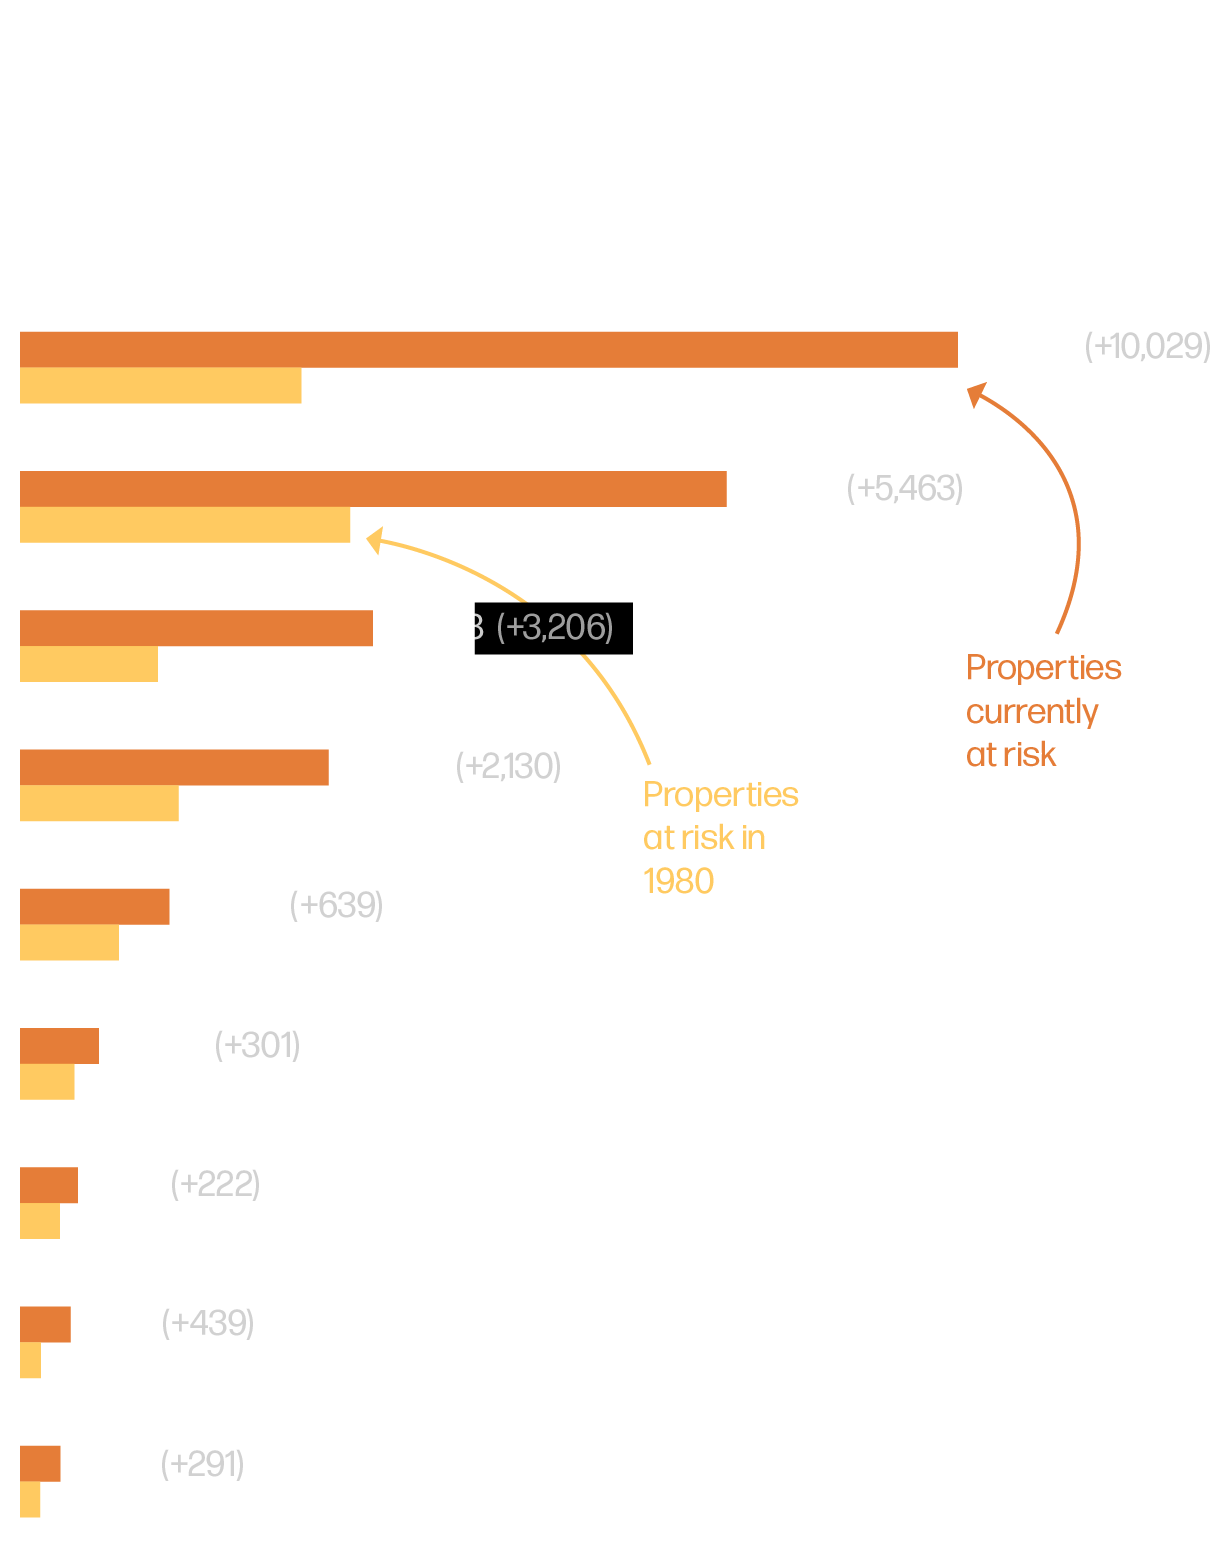 (+10,029)
(+5,463)
3 (+3,206)
Properties
currently
at risk
(+2,130)
Properties
at risk in
1980
(+639)
(+301)
(+222)
(+439)
(+291)